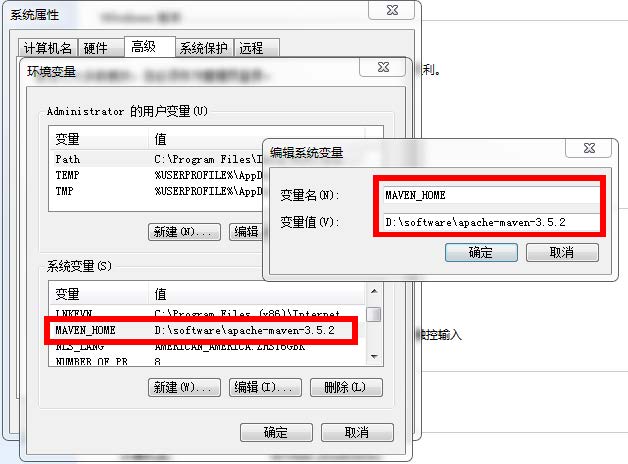 系统属性
计算机名 硬件 高级 系统保护 远程
利。
环境变量
Administrator 的用户变量(U)
变量 值
Path C:\Program Files\I
TEMP %USERPROFILE%\AppD
TMP %USERPROFILE%\AppD
新建(N)... 编辑
编辑系统变量
变量名(N): MAVEN_HOME
变量值(V): D:\software\apache-maven-3.5.2
确定 取消
系统变量(S)
变量 值
C:\Program Files (x86)\Internet
MAVEN_HOME D:\software\apache-maven-3.5.2
NLS_LANG AMERICAN_AMERICA.ZHS16GBK
NUMBER_OF_PR 8
新建(W)... 编辑(I)... 删除(L)
确定 取消
触控输入